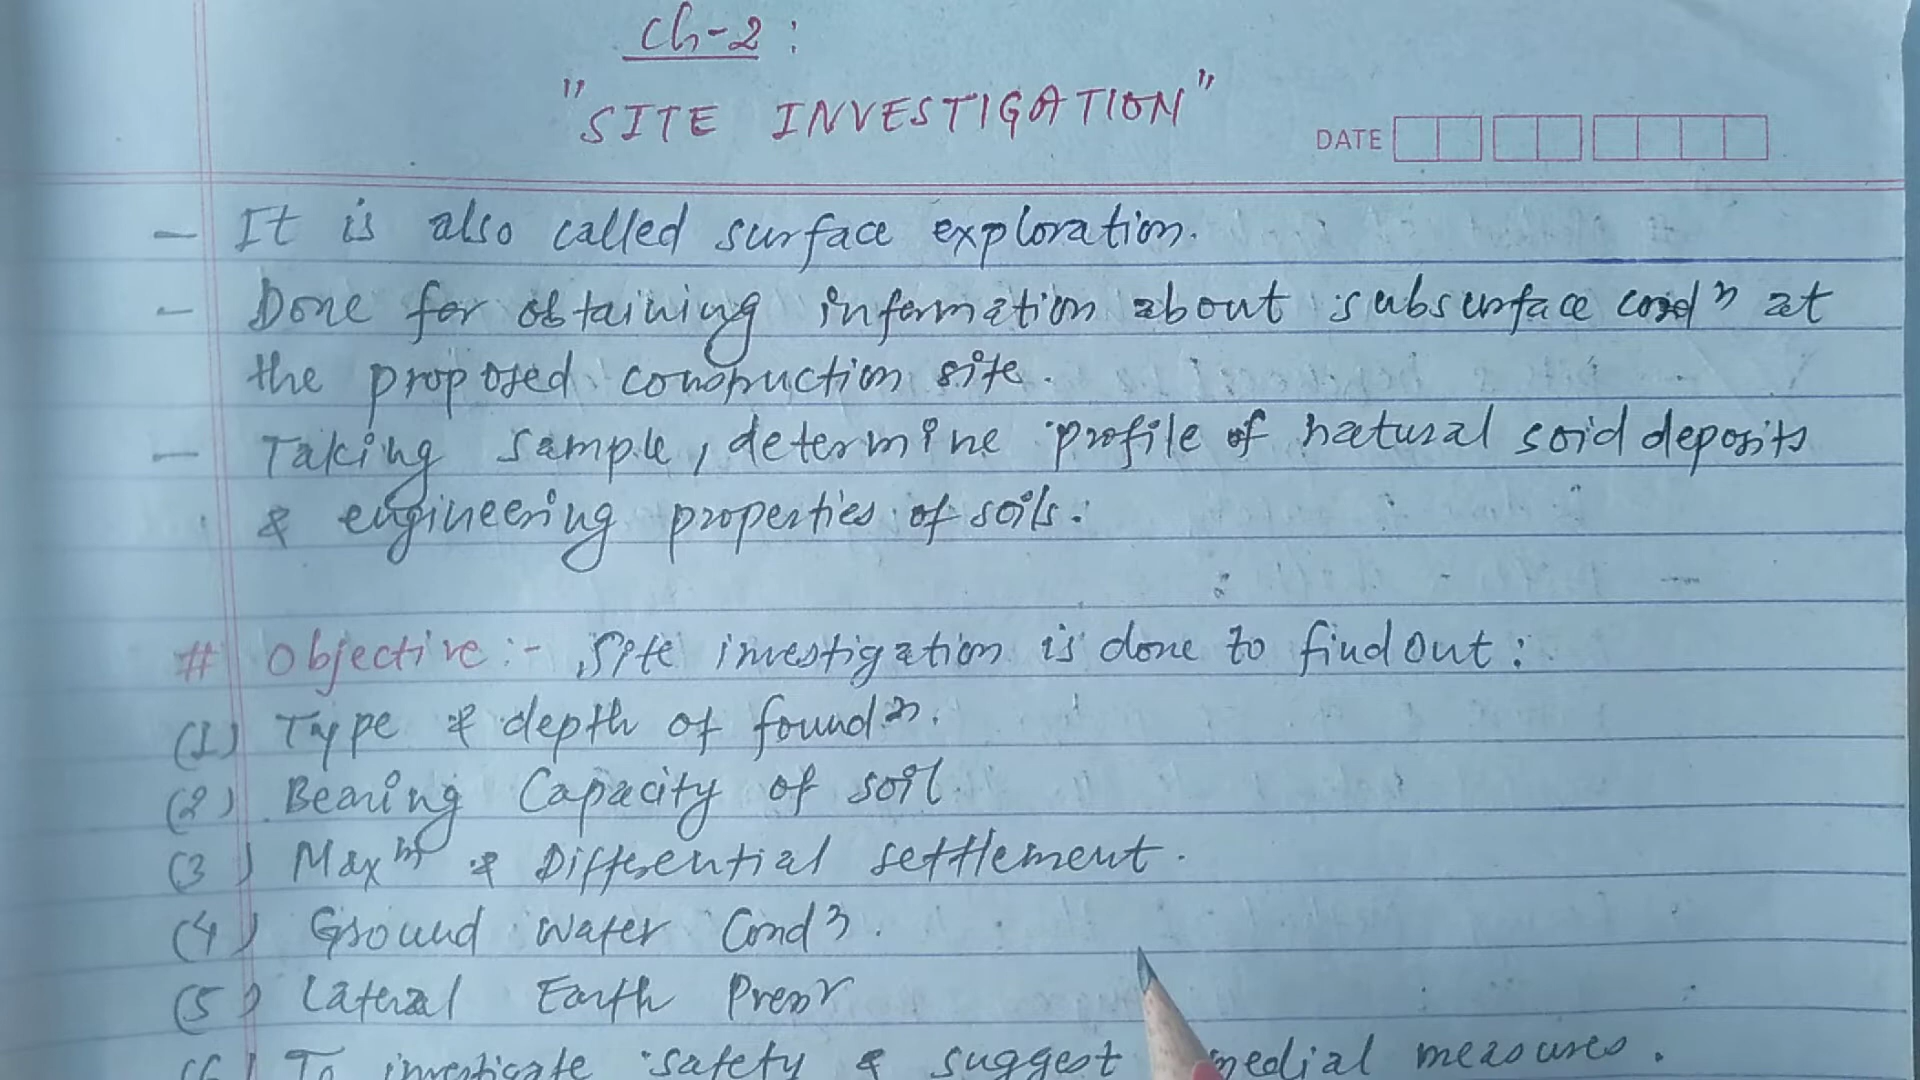 Ch-2:
"SITE INVESTIGATION"
DATE
- It is also called surface exploration.
- Done for obtaining information about subsurface condn at
the proposed construction site.
- Taking sample, determine profile of natural soid deposits
& engineering properties of soils.
# Objective:- Site investigation is done to find out:
(1) Type & depth of foundn.
(2) Bearing Capacity of soil
(3) Maxm & Differential settlement.
(4) Ground Water Condn.
(5) Lateral Earth Pressr
(6) To investigate safety & suggest medial measures.